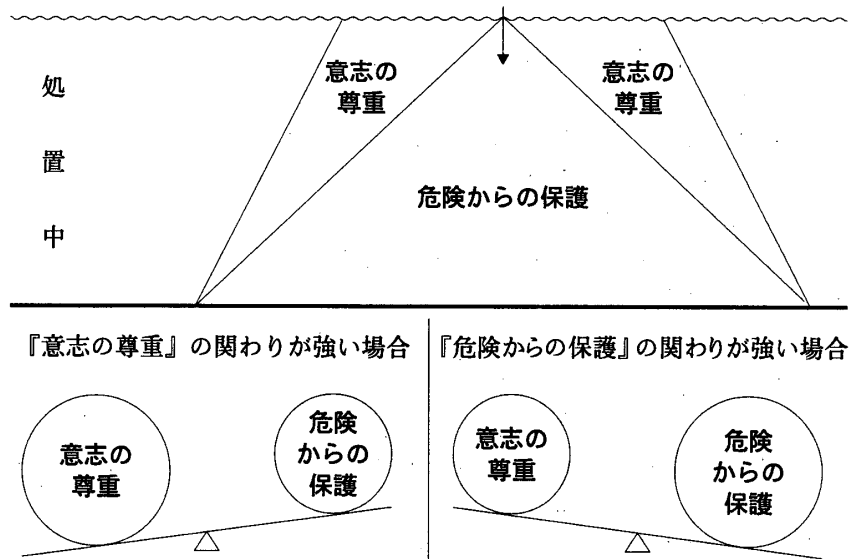 処置中
意志の
尊重
意志の
尊重
危険からの保護
『意志の尊重』の関わりが強い場合
意志の
尊重
危険
からの
保護
『危険からの保護』の関わりが強い場合
意志の
尊重
危険
からの
保護